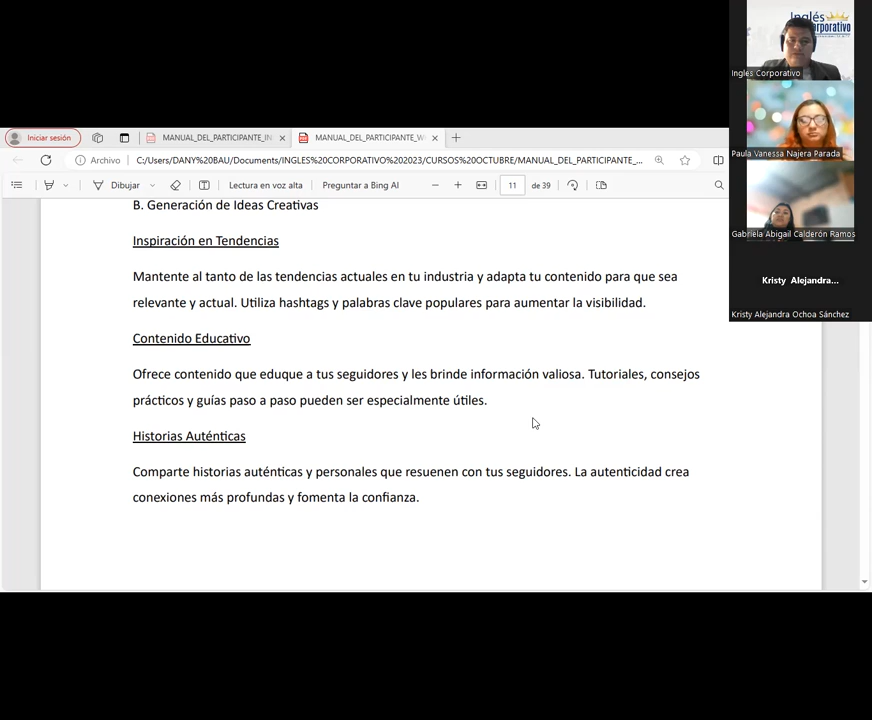 Inglés
Corporativo
Ingles Corporativo
Paula Vanessa Najera Parada
Gabriela Abigail Calderón Ramos
Kristy Alejandra...
Kristy Alejandra Ochoa Sánchez
Iniciar sesión
MANUAL_DEL_PARTICIPANTE_IN
MANUAL_DEL_PARTICIPANTE_W
Archivo
C:/Users/DANY%20BAU/Documents/INGLES%20CORPORATIVO%202023/CURSOS%20OCTUBRE/MANUAL_DEL_PARTICIPANTE_...
Dibujar
Lectura en voz alta
Preguntar a Bing AI
11
de 39
B. Generación de Ideas Creativas
Inspiración en Tendencias
Mantente al tanto de las tendencias actuales en tu industria y adapta tu contenido para que sea
relevante y actual. Utiliza hashtags y palabras clave populares para aumentar la visibilidad.
Contenido Educativo
Ofrece contenido que eduque a tus seguidores y les brinde información valiosa. Tutoriales, consejos
prácticos y guías paso a paso pueden ser especialmente útiles.
Historias Auténticas
Comparte historias auténticas y personales que resuenen con tus seguidores. La autenticidad crea
conexiones más profundas y fomenta la confianza.